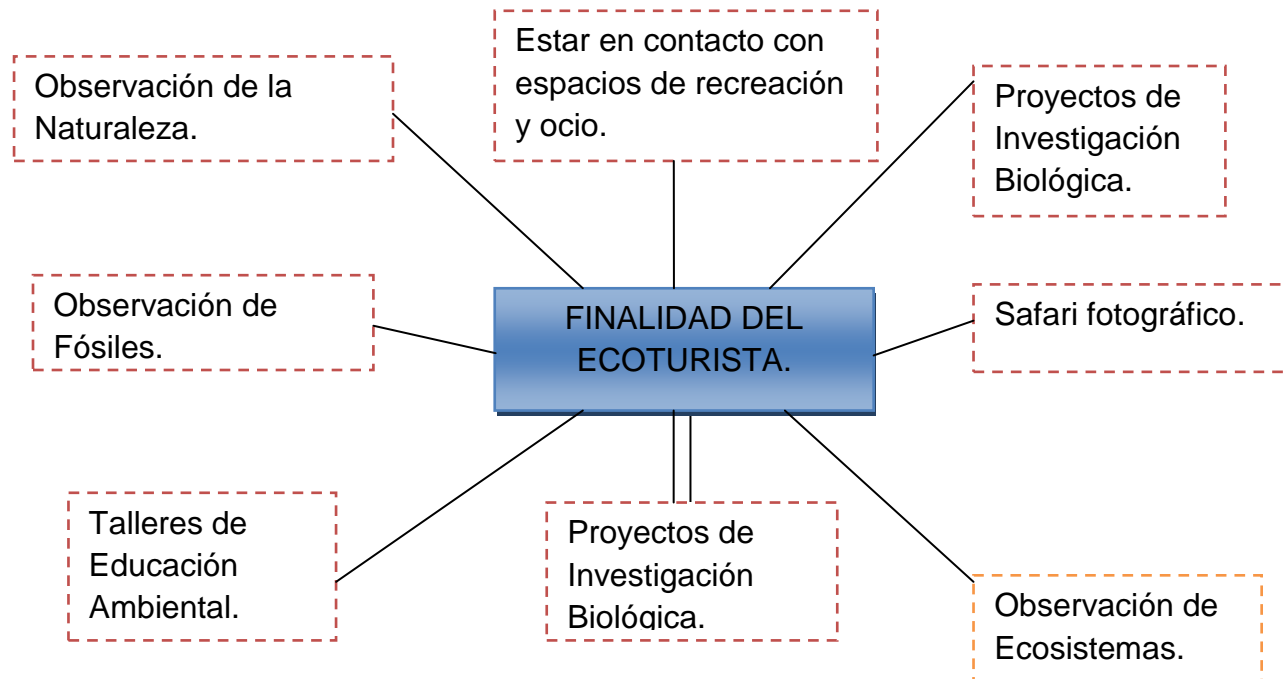 Estar en contacto con
espacios de recreación
y ocio.
Observación de la
Naturaleza.
Proyectos de
Investigación
Biológica.
Observación de
Fósiles.
FINALIDAD DEL
ECOTURISTA.
Safari fotográfico.
Talleres de
Educación
Ambiental.
Proyectos de
Investigación
Biológica.
Observación de
Ecosistemas.